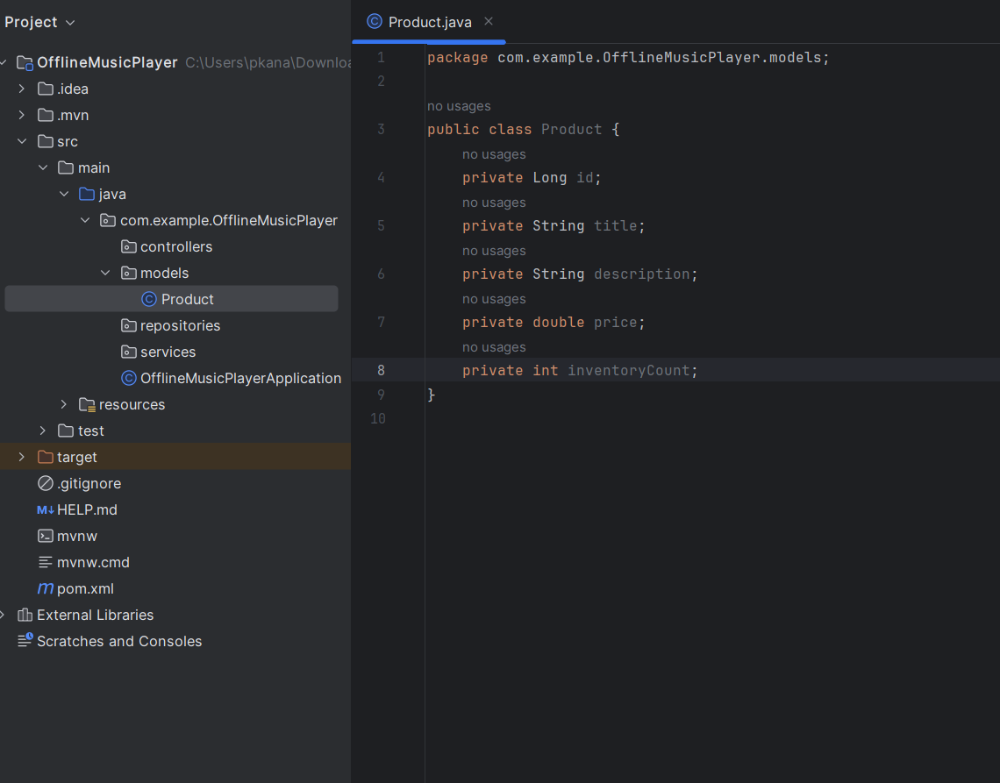 Project
OfflineMusicPlayer C:\Users\pkana\Downloa
.idea
.mvn
src
main
java
com.example.OfflineMusicPlayer
controllers
models
Product
repositories
services
OfflineMusicPlayerApplication
resources
test
target
.gitignore
M↓ HELP.md
mvnw
mvnw.cmd
m pom.xml
External Libraries
Scratches and Consoles
C Product.java ×
1 package com.example.OfflineMusicPlayer.models;
2
no usages
3 public class Product {
no usages
4 private Long id;
no usages
5 private String title;
no usages
6 private String description;
no usages
7 private double price;
no usages
8 private int inventoryCount;
9 }
10